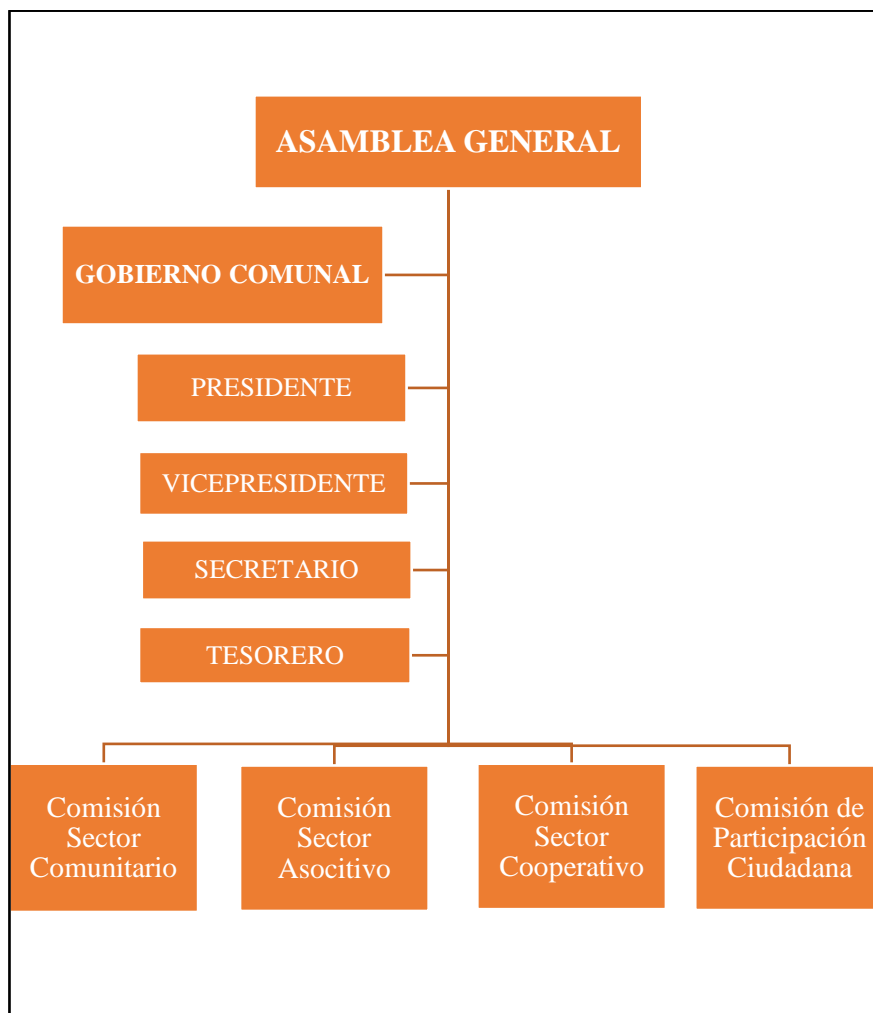 ASAMBLEA GENERAL
GOBIERNO COMUNAL
PRESIDENTE
VICEPRESIDENTE
SECRETARIO
TESORERO
Comisión
Sector
Comunitario
Comisión
Sector
Asocitivo
Comisión
Sector
Cooperativo
Comisión de
Participación
Ciudadana